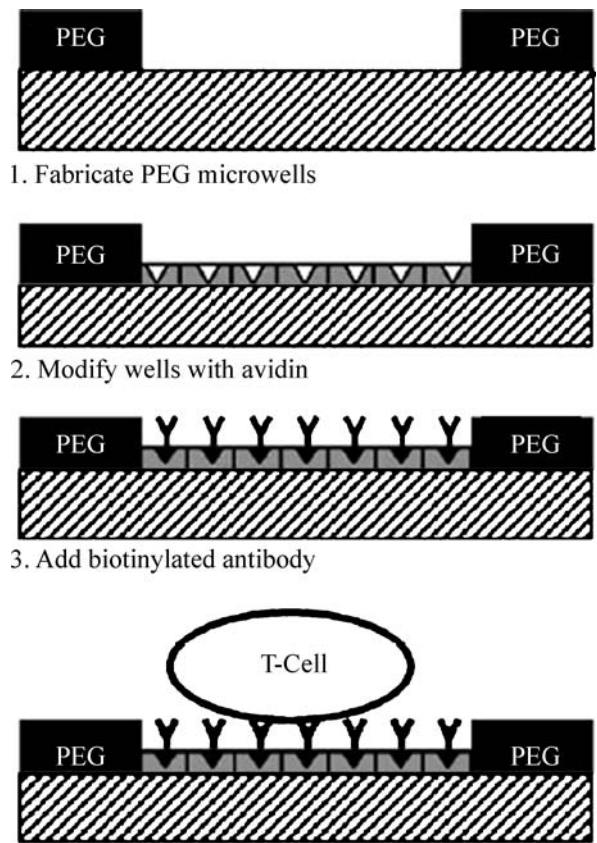 PEG PEG
1. Fabricate PEG microwells
PEG PEG
2. Modify wells with avidin
PEG PEG
3. Add biotinylated antibody
T-Cell
PEG PEG